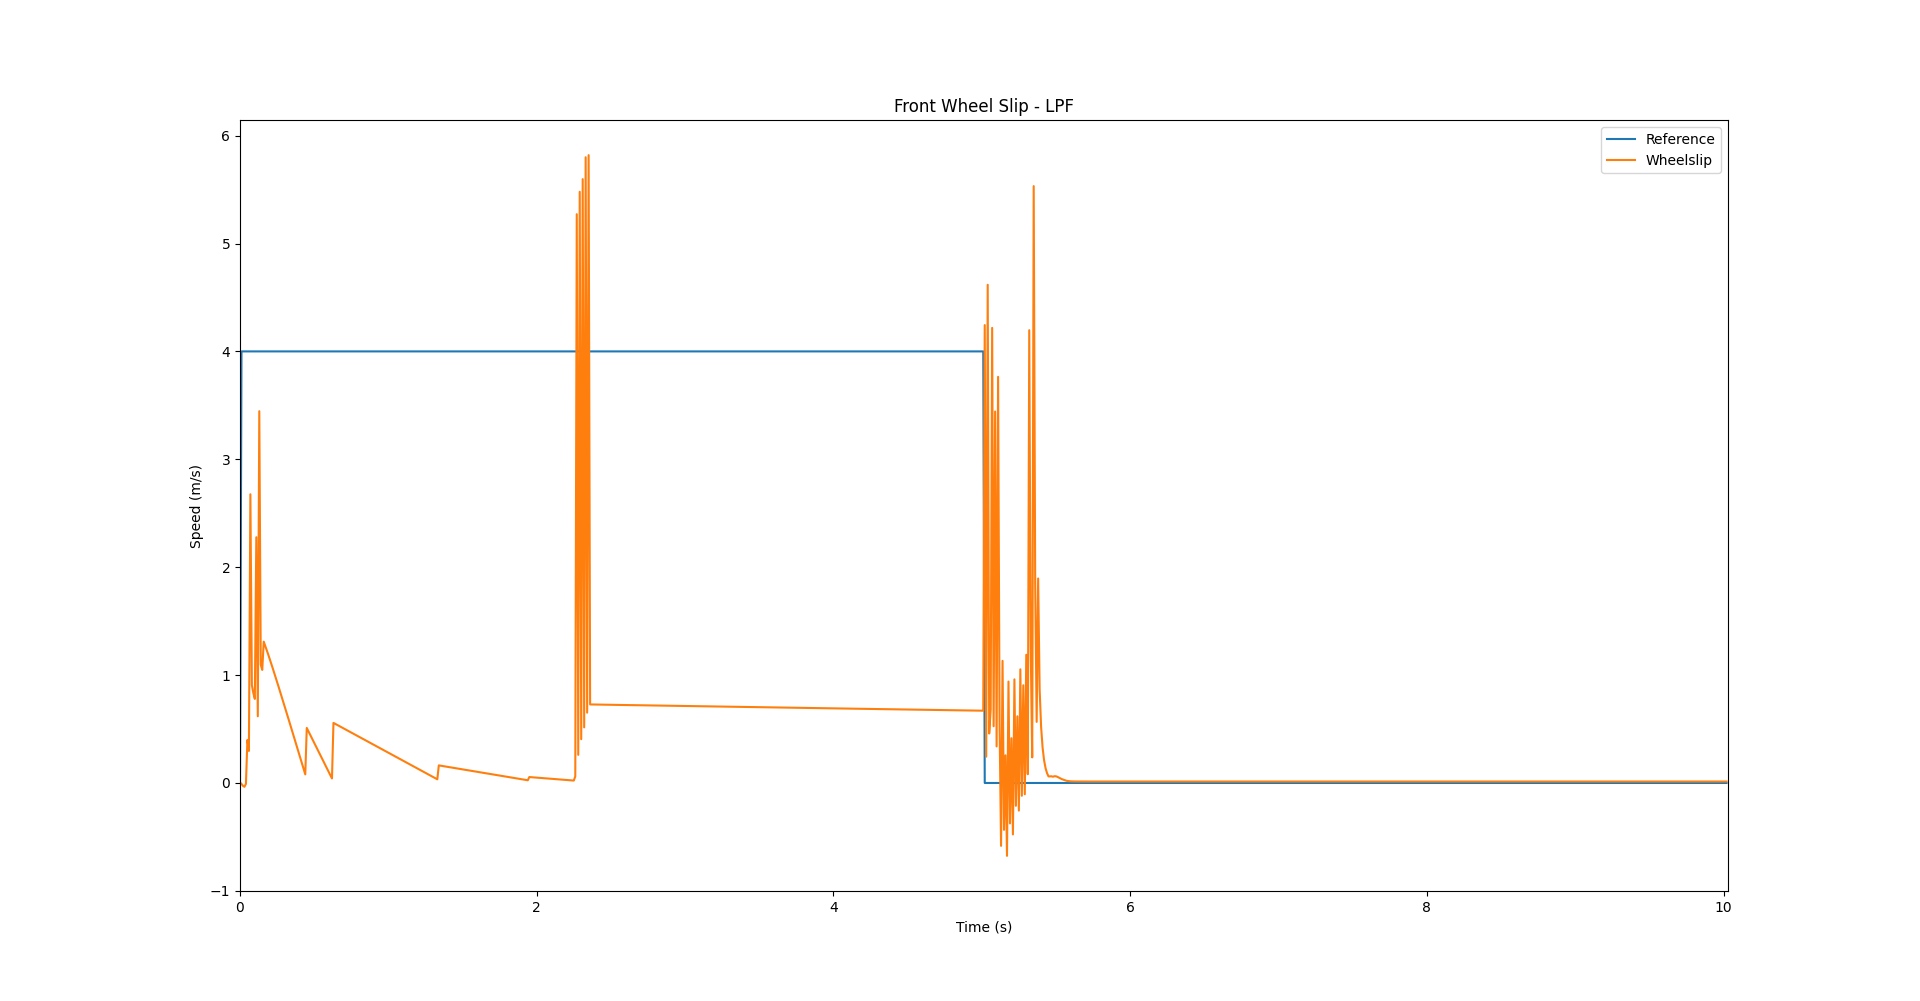 Front Wheel Slip - LPF
Reference
Wheelslip
6
5
4
3
2
1
0
−1
Speed (m/s)
0 2 4 6 8 10
Time (s)